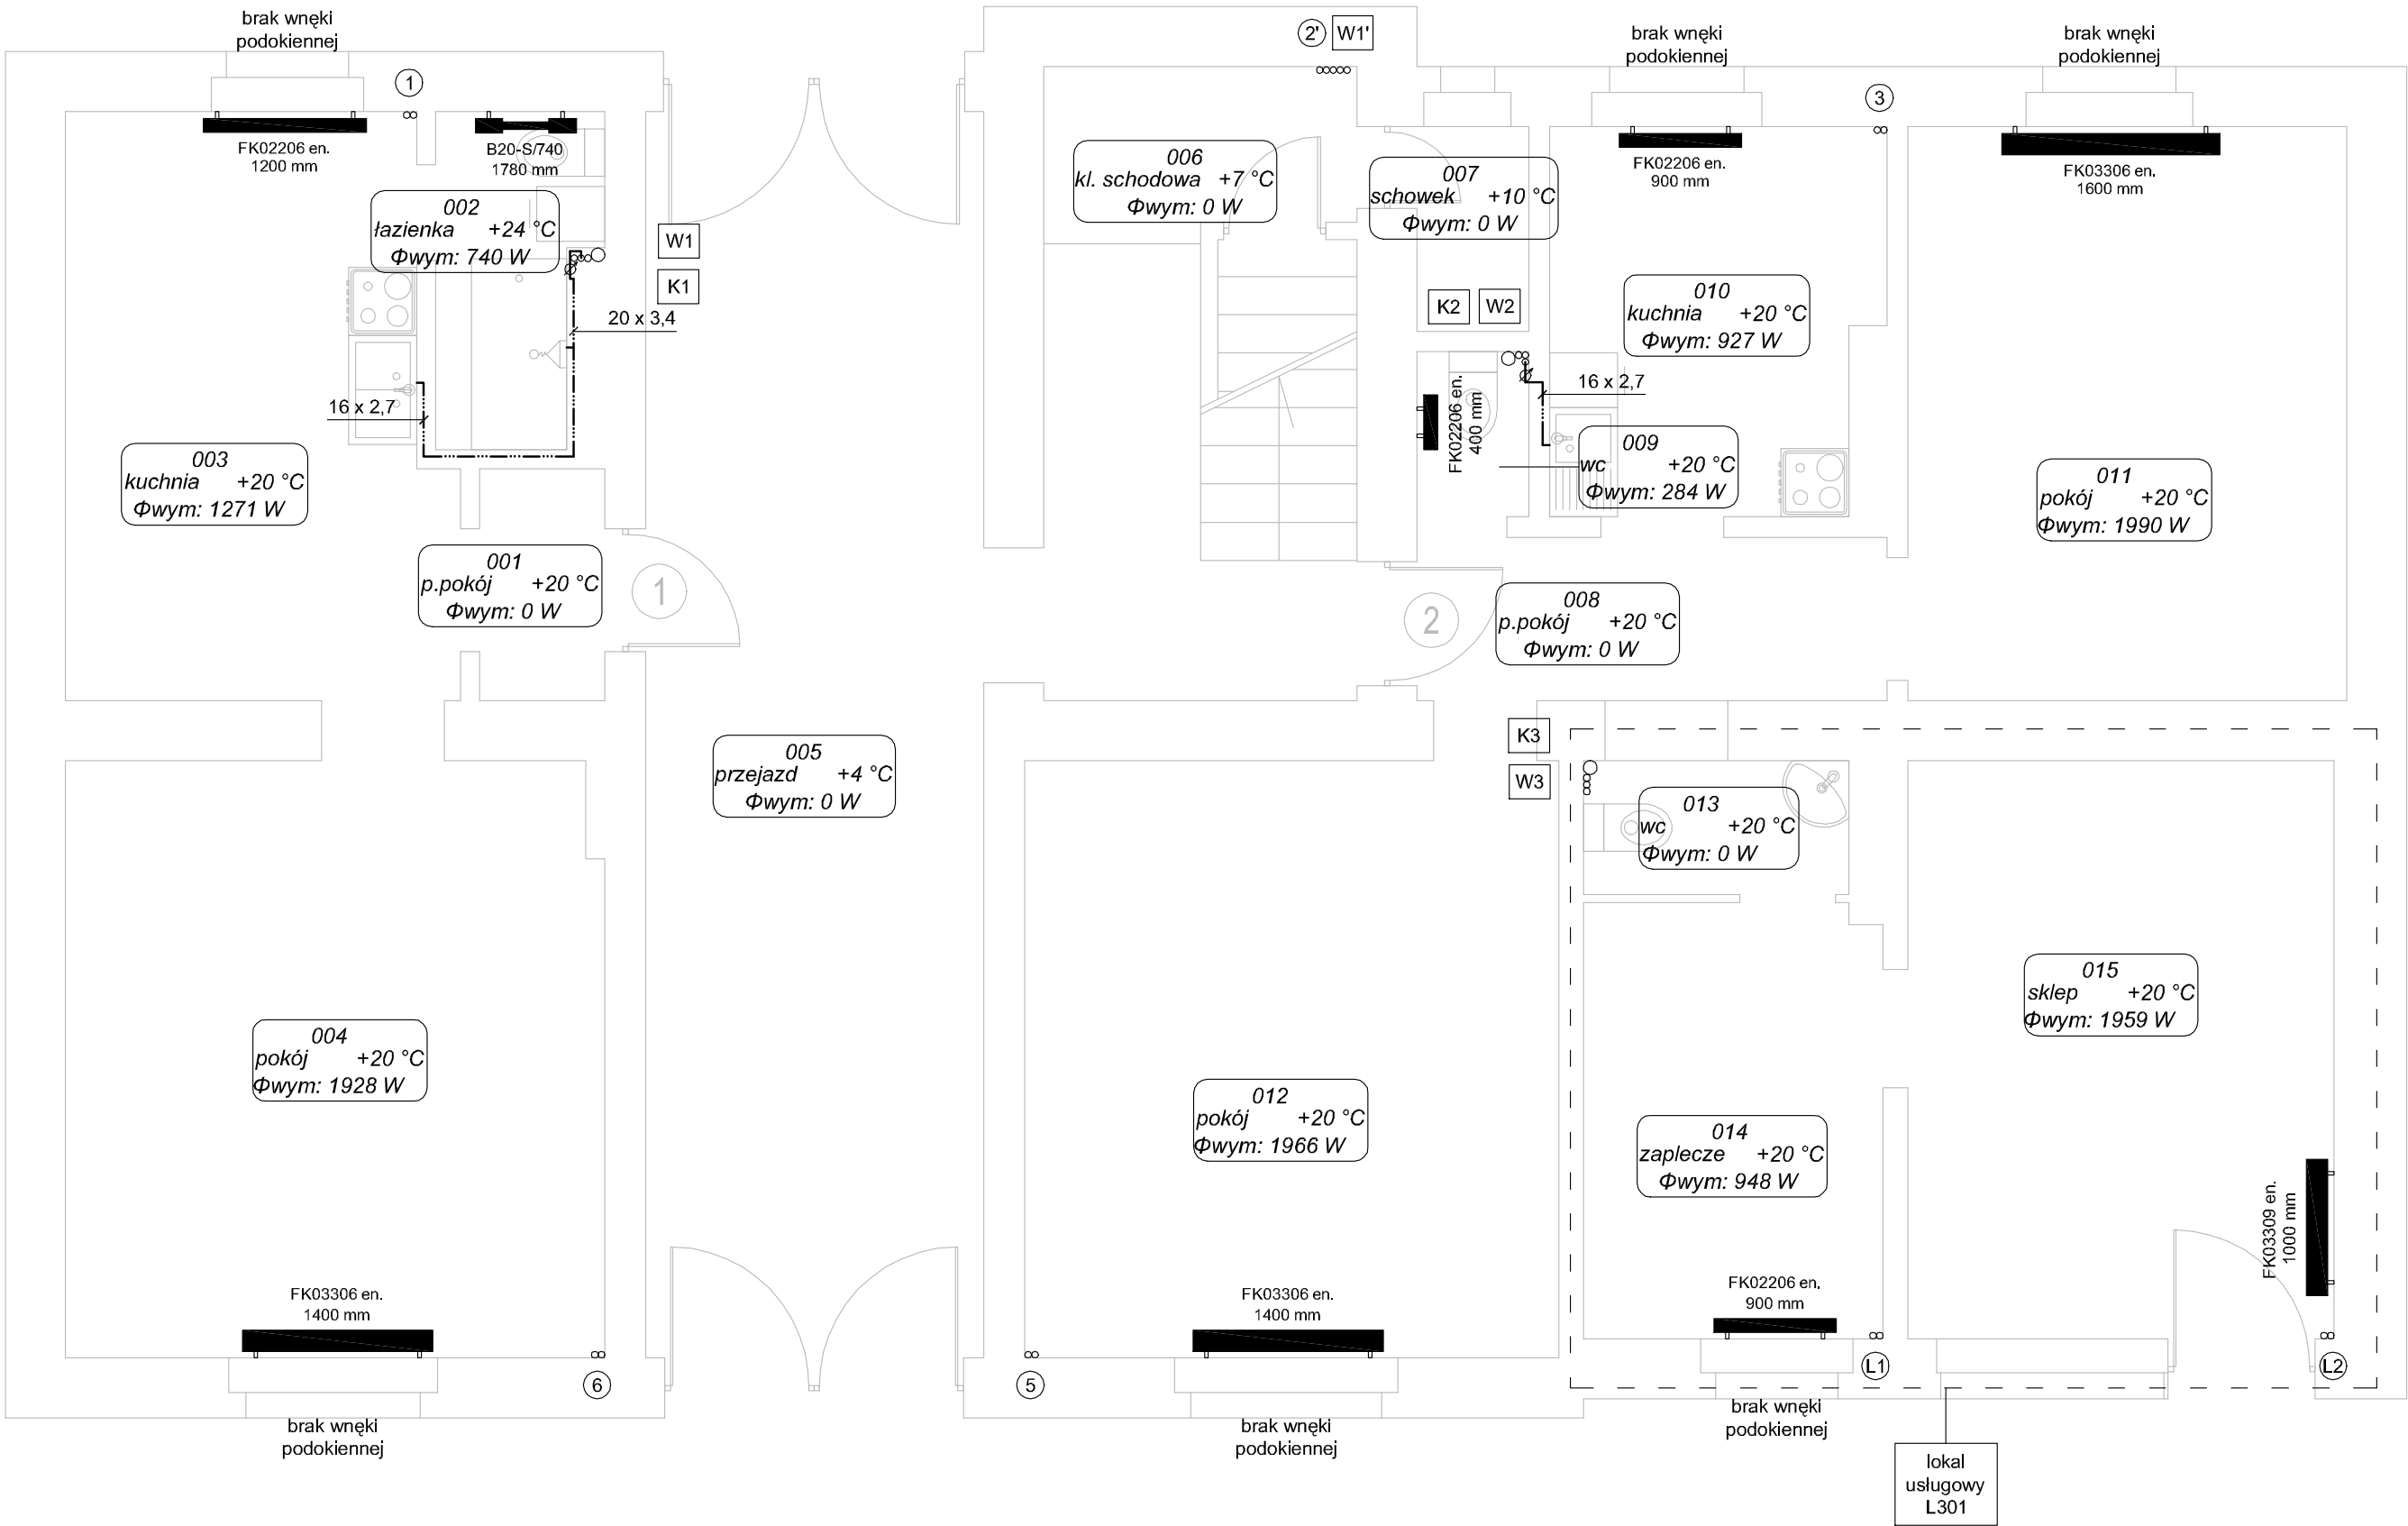 brak wnęki
podokiennej
1
FK02206 en.
1200 mm
B20-S/740
1780 mm
002
łazienka +24 °C
Φwym: 740 W
W1
K1
20 x 3,4
16 x 2,7
003
kuchnia +20 °C
Φwym: 1271 W
001
p.pokój +20 °C
Φwym: 0 W
1
2'
W1'
006
kl. schodowa +7 °C
Φwym: 0 W
007
schowek +10 °C
Φwym: 0 W
K2
W2
brak wnęki
podokiennej
3
FK02206 en.
900 mm
010
kuchnia +20 °C
Φwym: 927 W
16 x 2,7
FK02206 en.
400 mm
009
wc +20 °C
Φwym: 284 W
brak wnęki
podokiennej
FK03306 en.
1600 mm
011
pokój +20 °C
Φwym: 1990 W
2
008
p.pokój +20 °C
Φwym: 0 W
005
przejazd +4 °C
Φwym: 0 W
K3
W3
013
wc +20 °C
Φwym: 0 W
004
pokój +20 °C
Φwym: 1928 W
012
pokój +20 °C
Φwym: 1966 W
014
zaplecze +20 °C
Φwym: 948 W
015
sklep +20 °C
Φwym: 1959 W
FK03309 en.
1000 mm
FK03306 en.
1400 mm
6
brak wnęki
podokiennej
5
FK03306 en.
1400 mm
brak wnęki
podokiennej
FK02206 en.
900 mm
L1
L2
brak wnęki
podokiennej
lokal
usługowy
L301